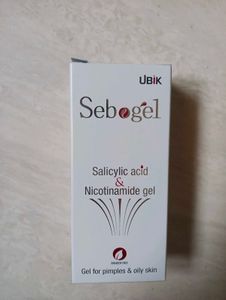 UBIK
Sebogel
Salicylic acid
&
Nicotinamide gel
Gel for pimples & oily skin